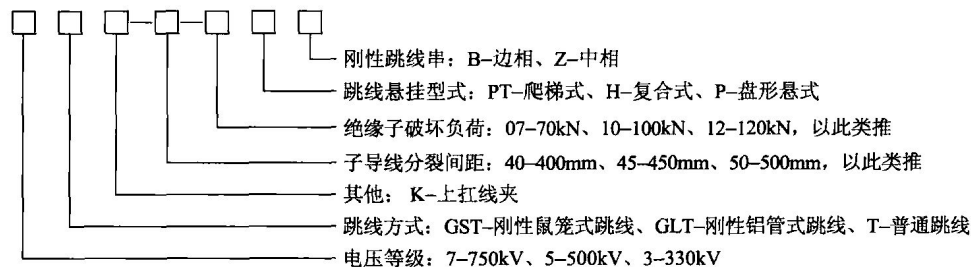 刚性跳线串：B–边相、Z–中相
跳线悬挂型式：PT–爬梯式、H–复合式、P–盘形悬式
绝缘子破坏负荷：07–70kN、10–100kN、12–120kN，以此类推
子导线分裂间距：40–400mm、45–450mm、50–500mm，以此类推
其他：K–上扛线夹
跳线方式：GST–刚性鼠笼式跳线、GLT–刚性铝管式跳线、T–普通跳线
电压等级：7–750kV、5–500kV、3–330kV